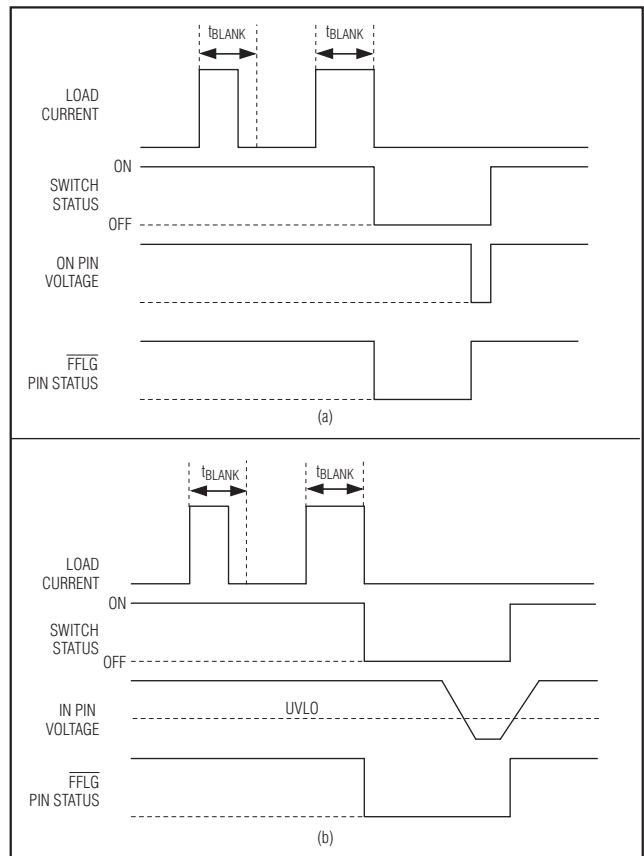 tBLANK tBLANK
LOAD
CURRENT
ON
SWITCH
STATUS
OFF
ON PIN
VOLTAGE
FFLG
PIN STATUS
(a)
tBLANK tBLANK
LOAD
CURRENT
ON
SWITCH
STATUS
OFF
UVLO
IN PIN
VOLTAGE
FFLG
PIN STATUS
(b)